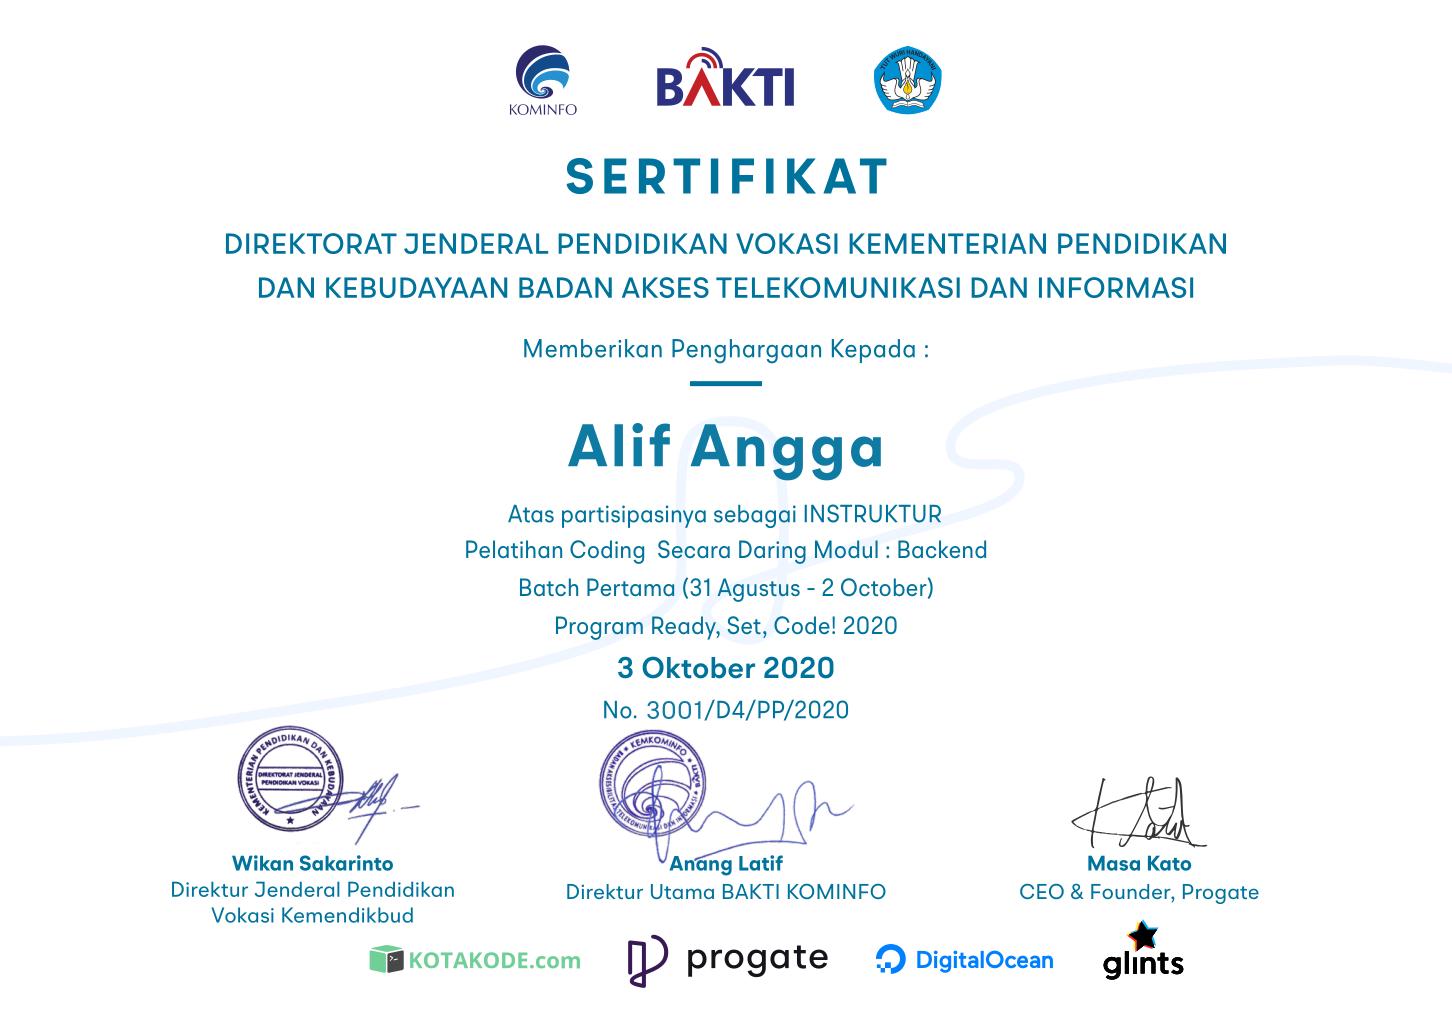 KOMINFO
BAKTI
TUT WURI HANDAYANI
SERTIFIKAT
DIREKTORAT JENDERAL PENDIDIKAN VOKASI KEMENTERIAN PENDIDIKAN
DAN KEBUDAYAAN BADAN AKSES TELEKOMUNIKASI DAN INFORMASI
Memberikan Penghargaan Kepada :
Alif Angga
Atas partisipasinya sebagai INSTRUKTUR
Pelatihan Coding Secara Daring Modul : Backend
Batch Pertama (31 Agustus - 2 October)
Program Ready, Set, Code! 2020
3 Oktober 2020
No. 3001/D4/PP/2020
KEMENTERIAN PENDIDIKAN DAN KEBUDAYAAN
DIREKTORAT JENDERAL
PENDIDIKAN VOKASI
KEMKOMINFO
BAKTI
BADAN AKSESIBILITAS TELEKOMUNIKASI DAN INFORMASI
Wikan Sakarinto
Direktur Jenderal Pendidikan
Vokasi Kemendikbud
Anang Latif
Direktur Utama BAKTI KOMINFO
Masa Kato
CEO & Founder, Progate
KOTAKODE.com
progate
DigitalOcean
glints